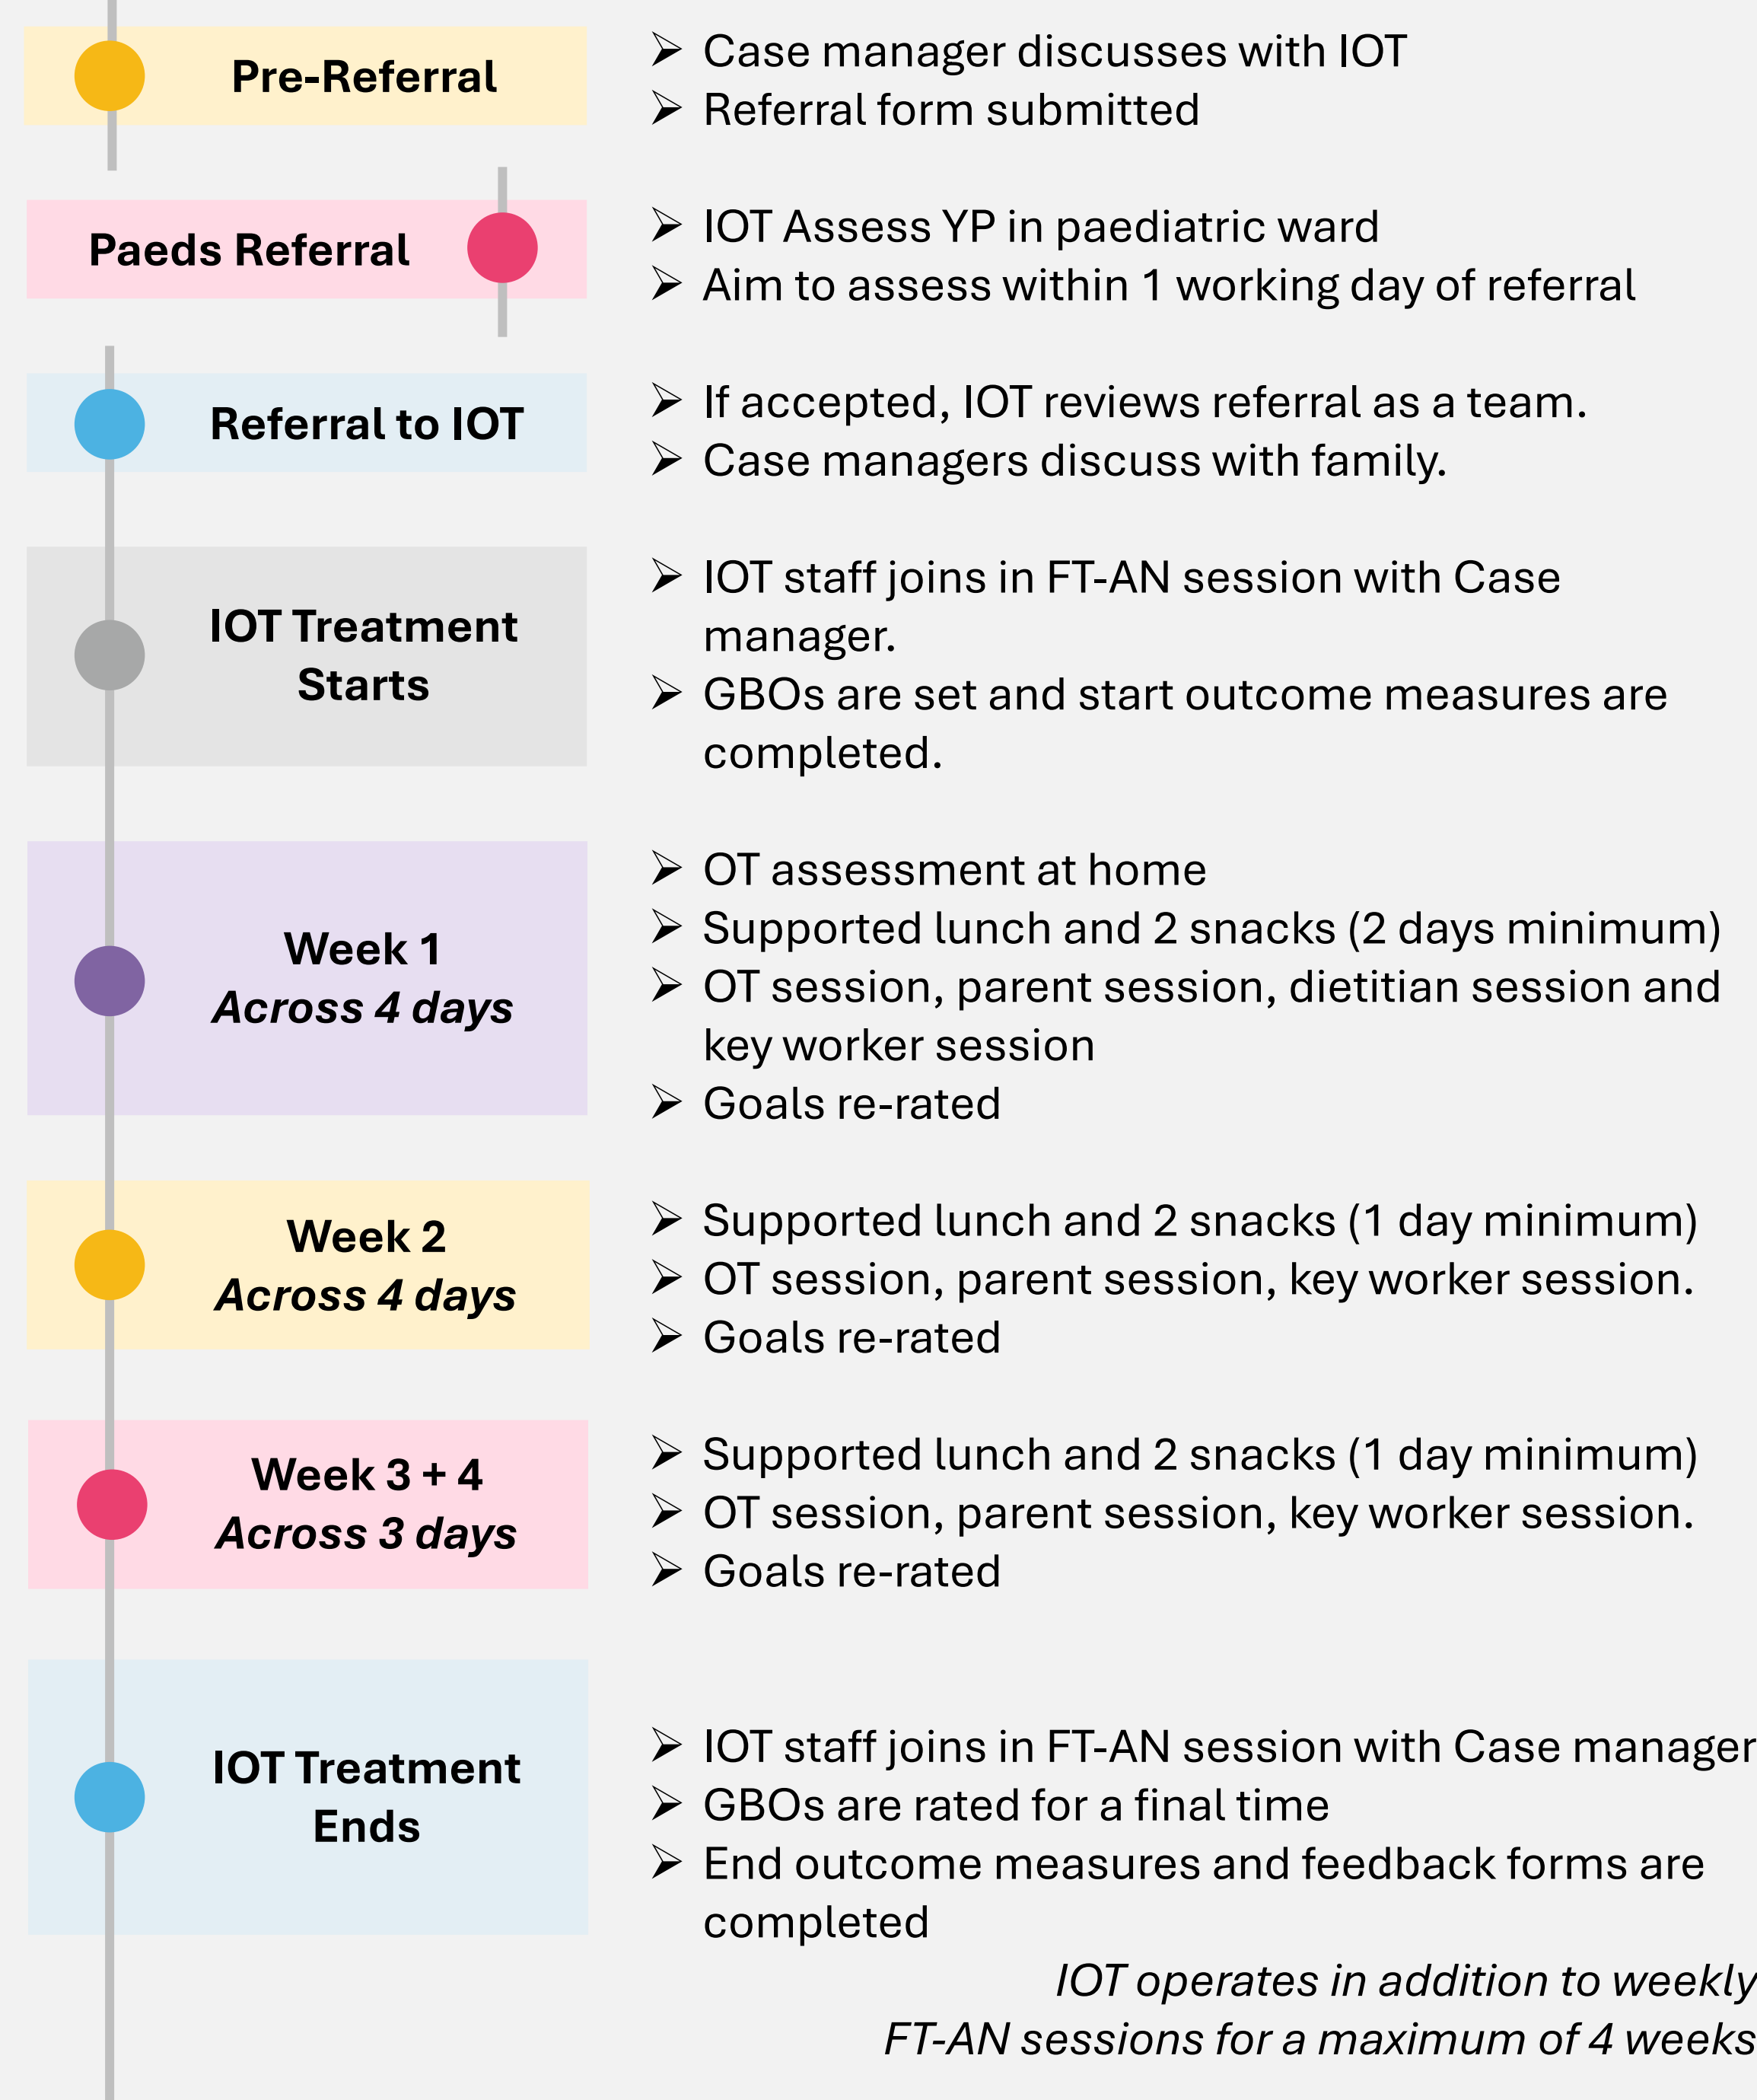 Pre-Referral
➢ Case manager discusses with IOT
➢ Referral form submitted
Paeds Referral
➢ IOT Assess YP in paediatric ward
➢ Aim to assess within 1 working day of referral
Referral to IOT
➢ If accepted, IOT reviews referral as a team.
➢ Case managers discuss with family.
IOT Treatment
Starts
➢ IOT staff joins in FT-AN session with Case
manager.
➢ GBOs are set and start outcome measures are
completed.
Week 1
Across 4 days
➢ OT assessment at home
➢ Supported lunch and 2 snacks (2 days minimum)
➢ OT session, parent session, dietitian session and
key worker session
➢ Goals re-rated
Week 2
Across 4 days
➢ Supported lunch and 2 snacks (1 day minimum)
➢ OT session, parent session, key worker session.
➢ Goals re-rated
Week 3 + 4
Across 3 days
➢ Supported lunch and 2 snacks (1 day minimum)
➢ OT session, parent session, key worker session.
➢ Goals re-rated
IOT Treatment
Ends
➢ IOT staff joins in FT-AN session with Case manager
➢ GBOs are rated for a final time
➢ End outcome measures and feedback forms are
completed
IOT operates in addition to weekly
FT-AN sessions for a maximum of 4 weeks